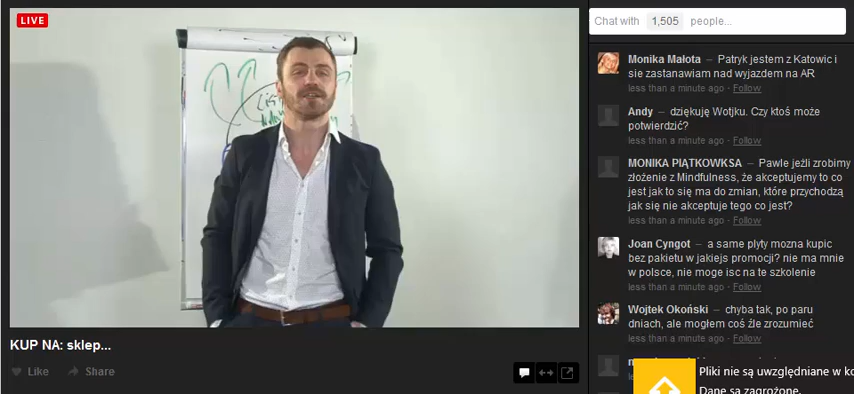 LIVE
KUP NA: sklep...
Like
Share
Chat with 1,505 people...
Monika Małota – Patryk jestem z Katowic i
sie zastanawiam nad wyjazdem na AR
less than a minute ago · Follow
Andy – dziękuję Wotjku. Czy ktoś może
potwierdzić?
less than a minute ago · Follow
MONIKA PIĄTKOWKSA – Pawle jeźli zrobimy
złożenie z Mindfulness, że akceptujemy to co
jest jak to się ma do zmian, które przychodzą
jak się nie akceptuje tego co jest?
less than a minute ago · Follow
Joan Cyngot – a same plyty mozna kupic
bez pakietu w jakiejs promocji? nie ma mnie
w polsce, nie moge isc na te szkolenie
less than a minute ago · Follow
Wojtek Okoński – chyba tak, po paru
dniach, ale mogłem coś źle zrozumieć
less than a minute ago · Follow
Pliki nie są uwzględniane w
Dane są zagrożone.